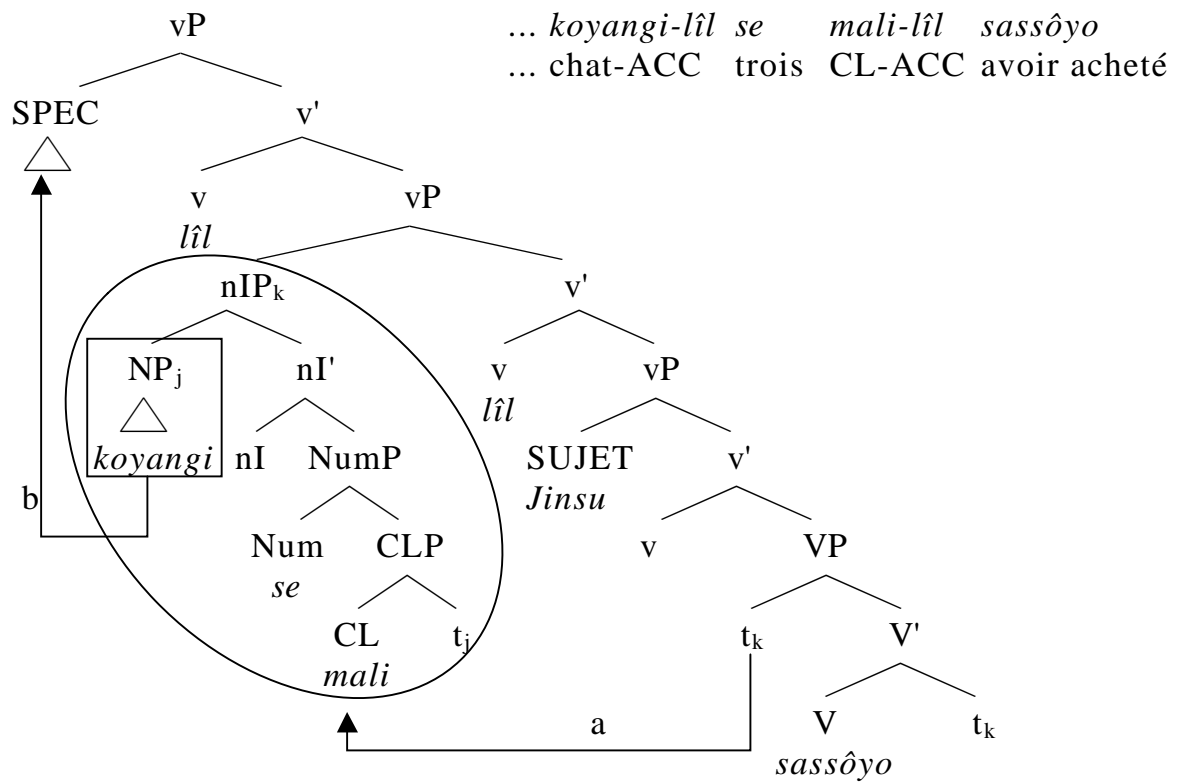 vP ... koyangi-lîl se mali-lîl sassôyo
... chat-ACC trois CL-ACC avoir acheté
SPEC v'
v vP
lîl
nIPk v'
NPj nI' v vP
lîl
koyangi nI NumP SUJET v'
Jinsu
b
Num CLP v VP
se
CL tj tk V'
mali
a V tk
sassôyo